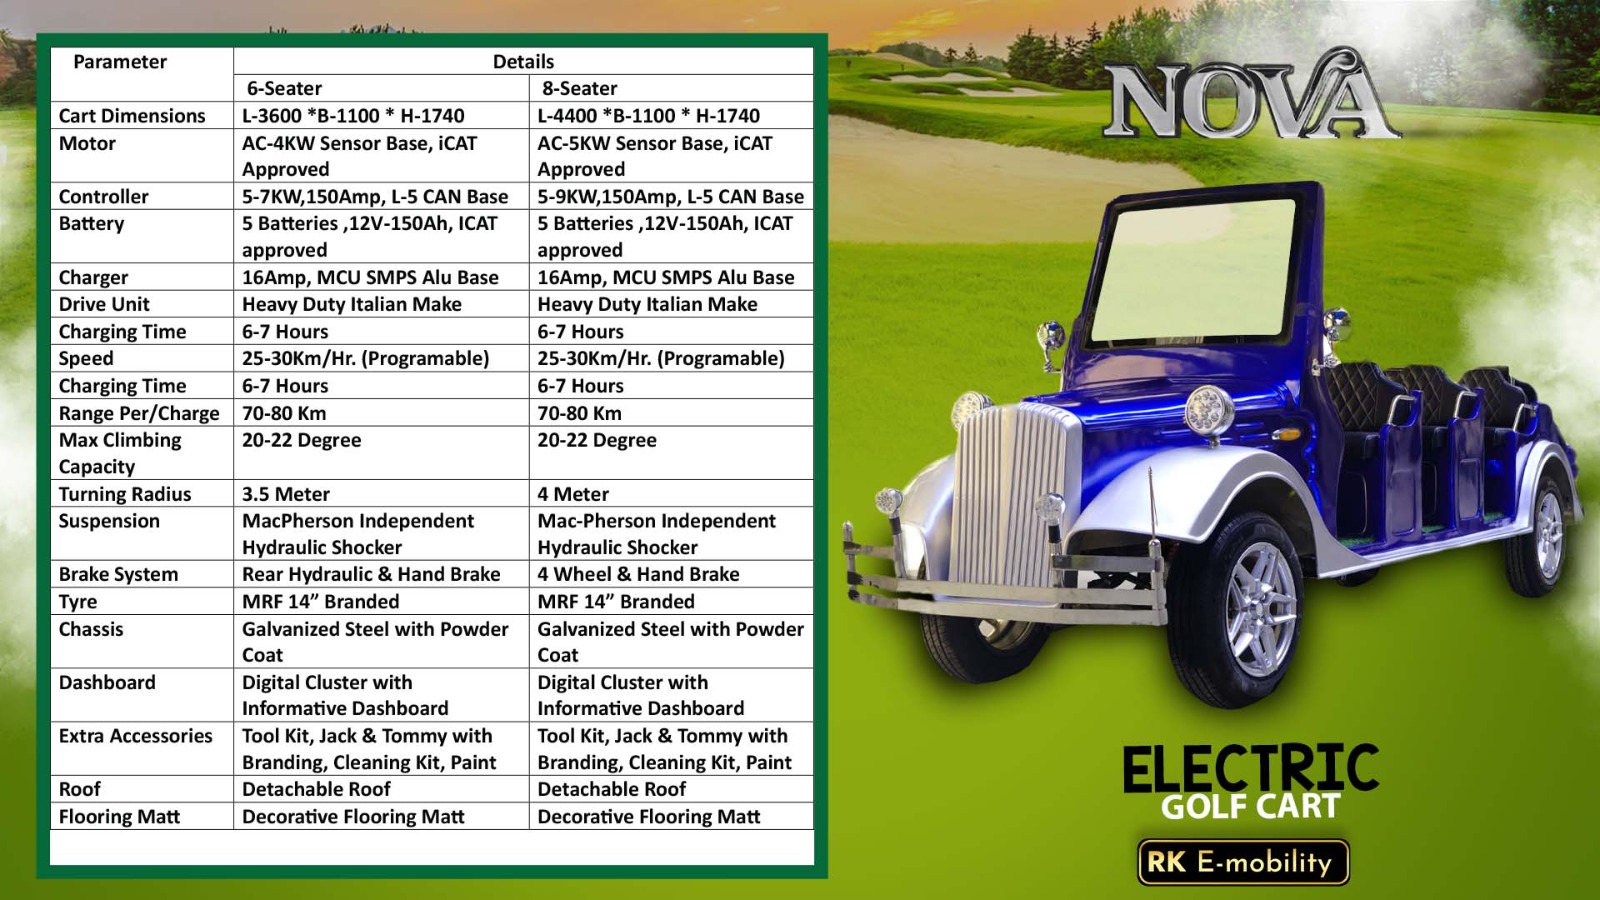 Parameter Details
6-Seater 8-Seater
Cart Dimensions L-3600 *B-1100 * H-1740 L-4400 *B-1100 * H-1740
Motor AC-4KW Sensor Base, iCAT AC-5KW Sensor Base, iCAT
Approved Approved
Controller 5-7KW,150Amp, L-5 CAN Base 5-9KW,150Amp, L-5 CAN Base
Battery 5 Batteries ,12V-150Ah, ICAT 5 Batteries ,12V-150Ah, ICAT
approved approved
Charger 16Amp, MCU SMPS Alu Base 16Amp, MCU SMPS Alu Base
Drive Unit Heavy Duty Italian Make Heavy Duty Italian Make
Charging Time 6-7 Hours 6-7 Hours
Speed 25-30Km/Hr. (Programable) 25-30Km/Hr. (Programable)
Charging Time 6-7 Hours 6-7 Hours
Range Per/Charge 70-80 Km 70-80 Km
Max Climbing 20-22 Degree 20-22 Degree
Capacity
Turning Radius 3.5 Meter 4 Meter
Suspension MacPherson Independent Mac-Pherson Independent
Hydraulic Shocker Hydraulic Shocker
Brake System Rear Hydraulic & Hand Brake 4 Wheel & Hand Brake
Tyre MRF 14” Branded MRF 14” Branded
Chassis Galvanized Steel with Powder Galvanized Steel with Powder
Coat Coat
Dashboard Digital Cluster with Digital Cluster with
Informative Dashboard Informative Dashboard
Extra Accessories Tool Kit, Jack & Tommy with Tool Kit, Jack & Tommy with
Branding, Cleaning Kit, Paint Branding, Cleaning Kit, Paint
Roof Detachable Roof Detachable Roof
Flooring Matt Decorative Flooring Matt Decorative Flooring Matt
NOVA
ELECTRIC
GOLF CART
RK E-mobility